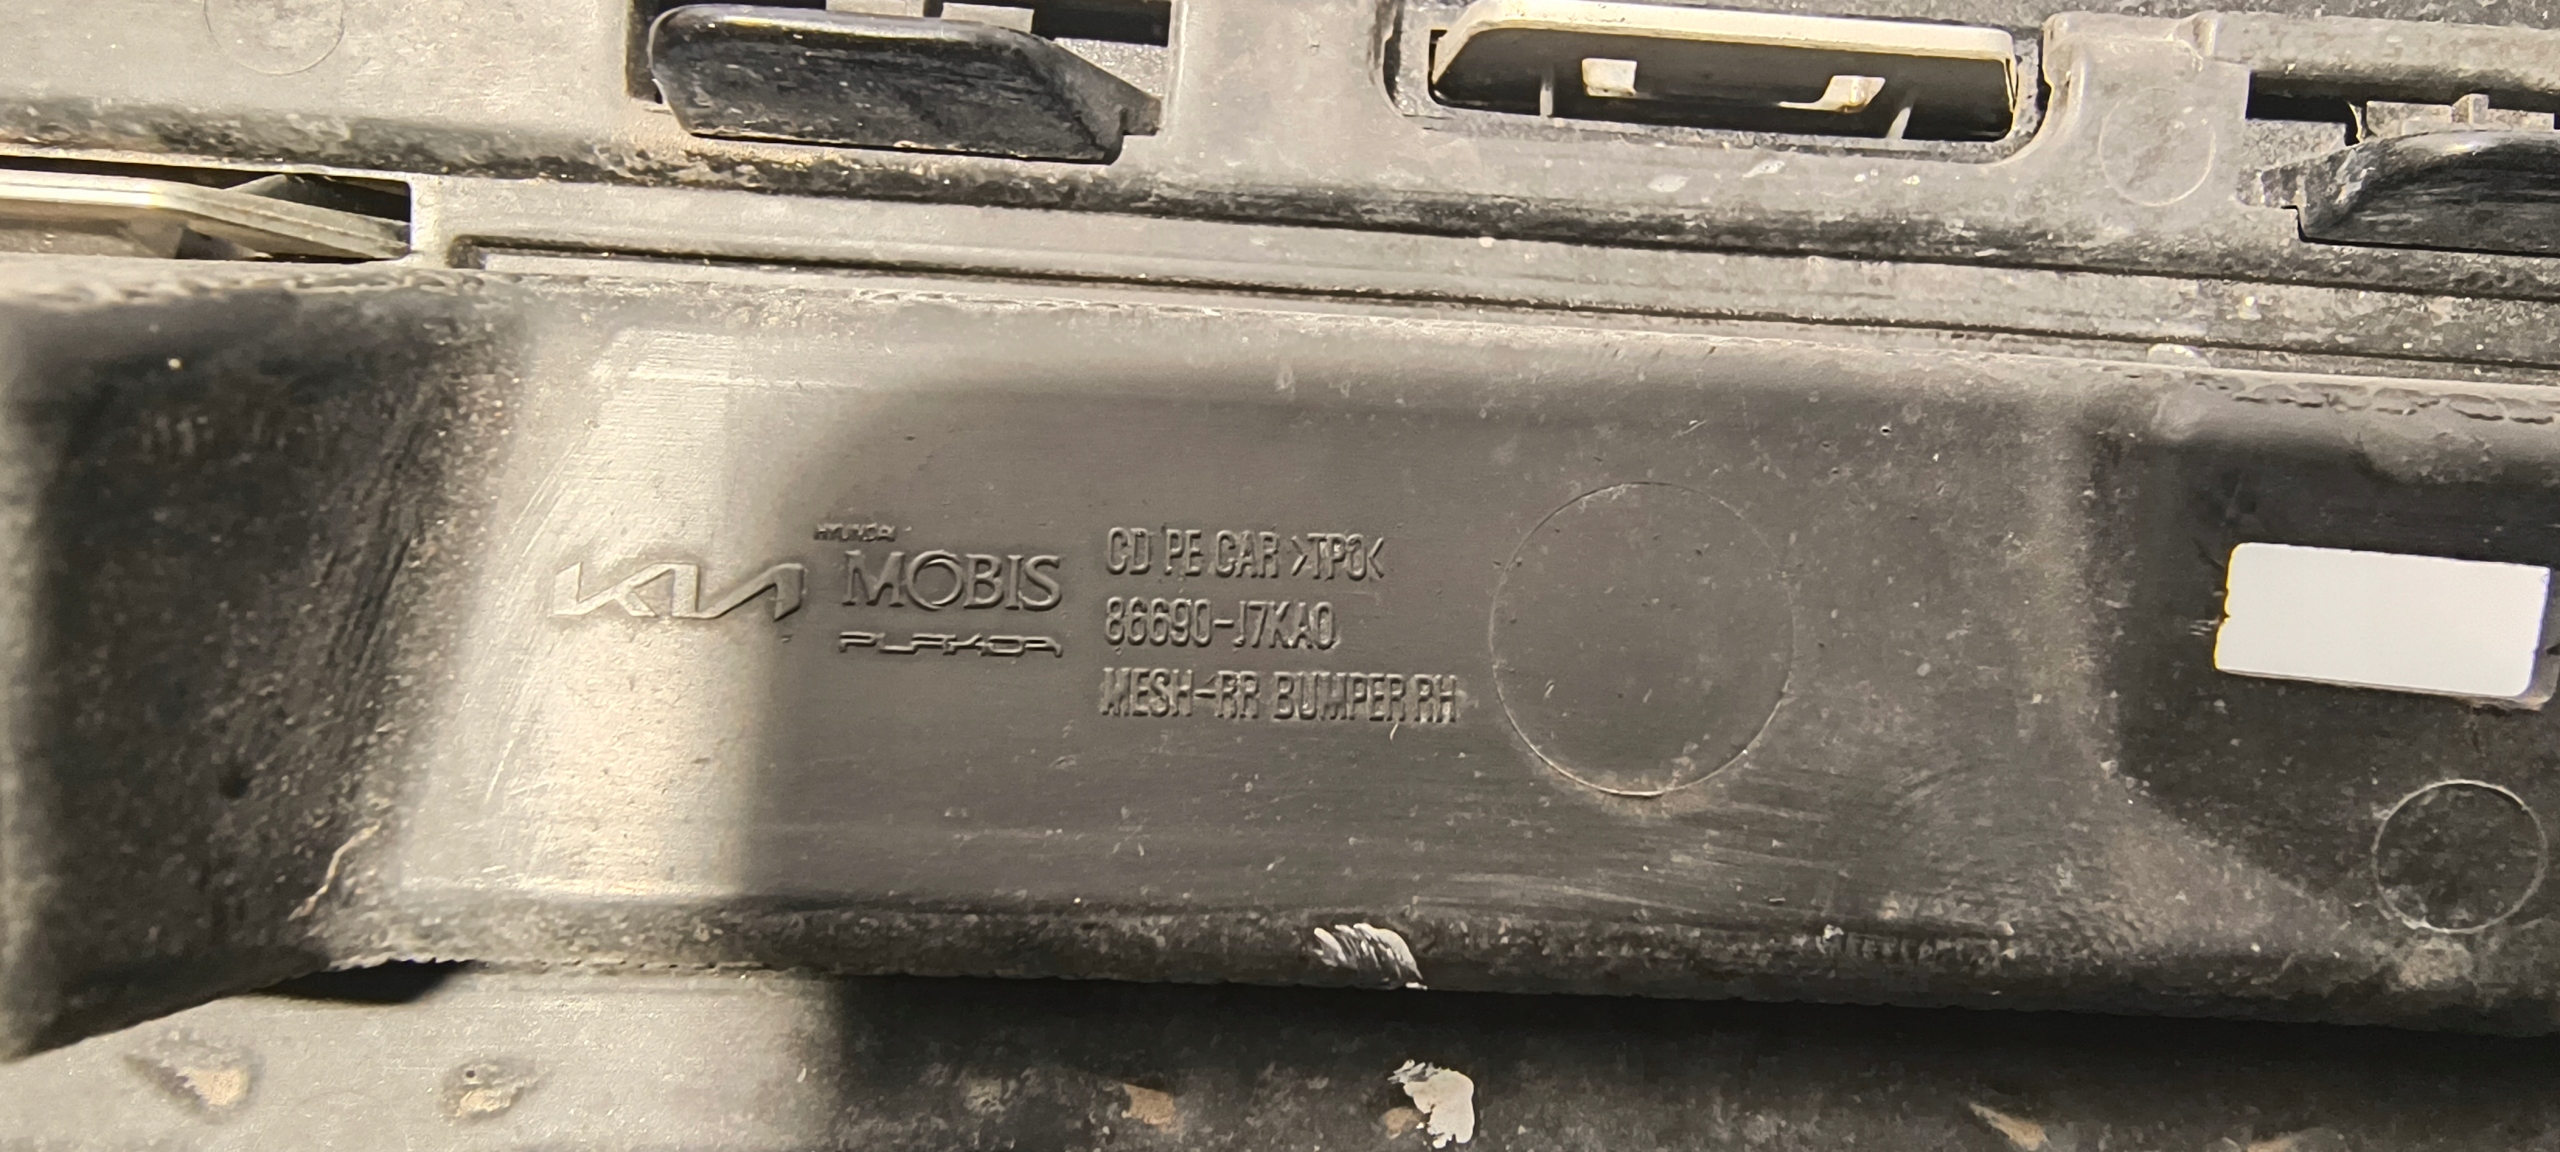 KIA
HYUNDAI
MOBIS
PLAKOR
CD PE CAR >TPO<
86690-J7KA0
MESH-RR BUMPER RH